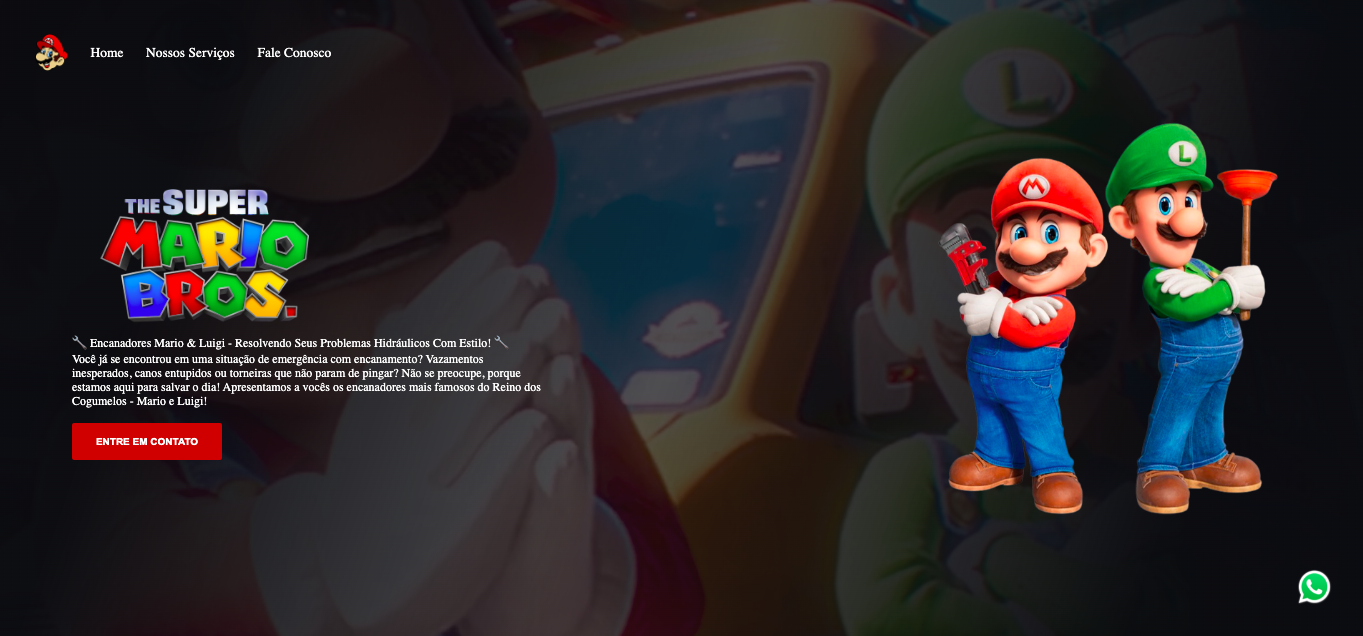 Home
Nossos Serviços
Fale Conosco
THE SUPER
MARIO
BROS.
🔧 Encanadores Mario & Luigi - Resolvendo Seus Problemas Hidráulicos Com Estilo! 🔧
Você já se encontrou em uma situação de emergência com encanamento? Vazamentos
inesperados, canos entupidos ou torneiras que não param de pingar? Não se preocupe, porque
estamos aqui para salvar o dia! Apresentamos a vocês os encanadores mais famosos do Reino dos
Cogumelos - Mario e Luigi!
ENTRE EM CONTATO
L
M
L